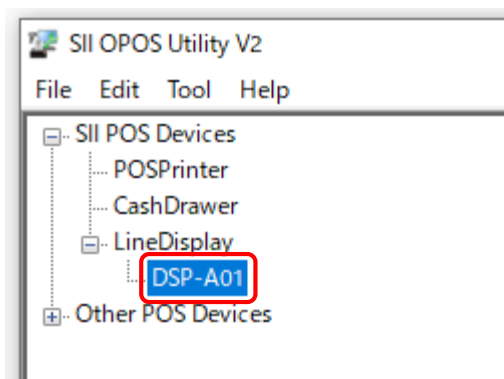 SII OPOS Utility V2
File Edit Tool Help
SII POS Devices
POSPrinter
CashDrawer
LineDisplay
DSP-A01
Other POS Devices